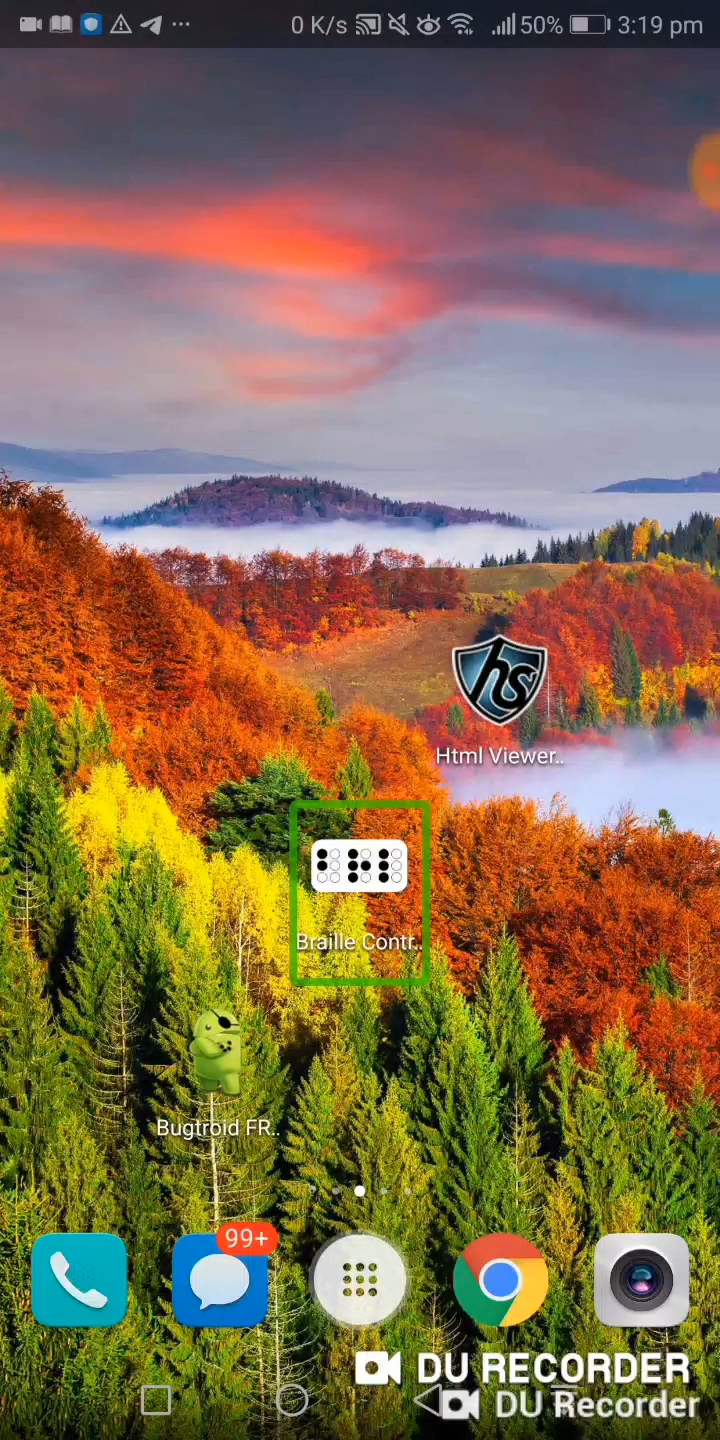 0 K/s 50% 3:19 pm
hs
Html Viewer..
Braille Contr..
Bugtroid FR..
99+
DU RECORDER
DU Recorder